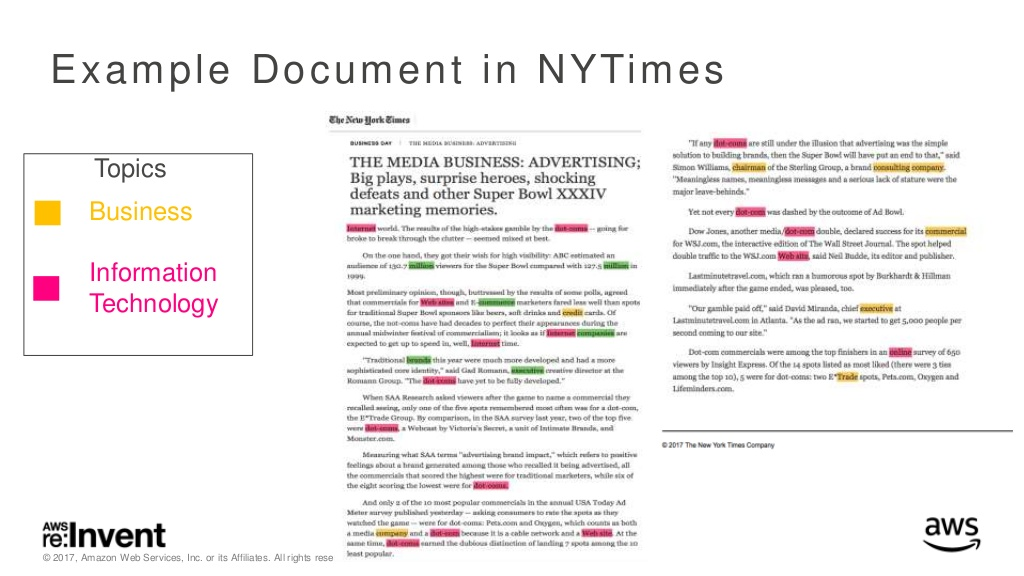 Example Document in NYTimes
Topics
Business
Information
Technology
The New York Times
BUSINESS DAY | THE MEDIA BUSINESS: ADVERTISING
THE MEDIA BUSINESS: ADVERTISING;
Big plays, surprise heroes, shocking
defeats and other Super Bowl XXXIV
marketing memories.
Internet world. The results of the high-stakes gamble by the dot-coms -- going for
broke to break through the clutter -- seemed mixed at best.
On the one hand, they got their wish for high visibility: ABC estimated an
audience of 130.7 million viewers for the Super Bowl compared with 127.5 million in
1999.
Most preliminary opinion, though, buttressed by the results of some polls, agreed
that commercials for Web sites and E-commerce marketers fared less well than spots
for traditional Super Bowl sponsors like beers, soft drinks and credit cards. Of
course, the not-coms have had decades to perfect their appearances during the
annual midwinter festival of commercialism; it looks as if Internet companies are
expected to get up to speed in, well, Internet time.
"Traditional brands this year were much more developed and had a more
sophisticated core identity," said Gad Romann, executive creative director at the
Romann Group. "The dot-coms have yet to be fully developed."
When SAA Research asked viewers after the game to name a commercial they
recalled seeing, only one of the five spots remembered most often was for a dot-com,
the E*Trade Group. By comparison, in the SAA survey last year, two of the top five
were dot-coms, a Webcast by Victoria's Secret, a unit of Intimate Brands, and
Monster.com.
Measuring what SAA terms "advertising brand impact," which refers to positive
feelings about a brand generated among those who recalled it being advertised, all
the commercials that scored the highest were for traditional marketers, while six of
the eight scoring the lowest were for dot-coms.
And only 2 of the 10 most popular commercials in the annual USA Today Ad
Meter survey published yesterday -- asking consumers to rate the spots as they
watched the game -- were for dot-coms: Pets.com and Oxygen, which counts as both
a media company and a dot-com because it is a cable network and a Web site. At the
same time, dot-coms earned the dubious distinction of landing 7 spots among the 10
least popular.
"If any dot-coms are still under the illusion that advertising was the simple
solution to building brands, then the Super Bowl will have put an end to that," said
Simon Williams, chairman of the Sterling Group, a brand consulting company.
"Meaningless names, meaningless messages and a serious lack of stature were the
major leave-behinds."
Yet not every dot-com was dashed by the outcome of Ad Bowl.
Dow Jones, another media/dot-com double, declared success for its commercial
for WSJ.com, the interactive edition of The Wall Street Journal. The spot helped
double traffic to the WSJ.com Web site, said Neil Budde, its editor and publisher.
Lastminutetravel.com, which ran a humorous spot by Burkhardt & Hillman
immediately after the game ended, was pleased, too.
"Our gamble paid off," said David Miranda, chief executive at
Lastminutetravel.com in Atlanta. "As the ad ran, we started to get 5,000 people per
second coming to our site."
Dot-com commercials were among the top finishers in an online survey of 650
viewers by Insight Express. Of the 14 spots listed as most liked (there were 3 ties
among the top 10), 5 were for dot-coms: two E*Trade spots, Pets.com, Oxygen and
Lifeminders.com.
© 2017 The New York Times Company
AWS
re:Invent
© 2017, Amazon Web Services, Inc. or its Affiliates. All rights rese
aws